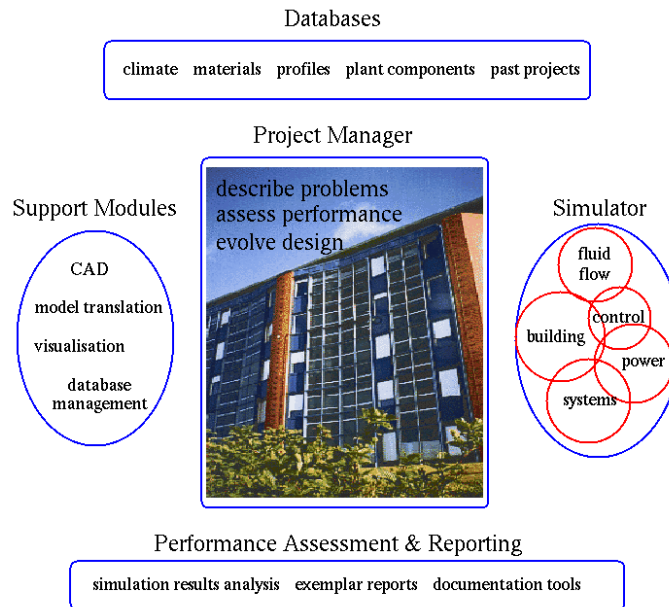 Databases
climate materials profiles plant components past projects
Project Manager
describe problems
assess performance
evolve design
Support Modules
CAD
model translation
visualisation
database
management
Simulator
fluid
flow
control
building
power
systems
Performance Assessment & Reporting
simulation results analysis exemplar reports documentation tools